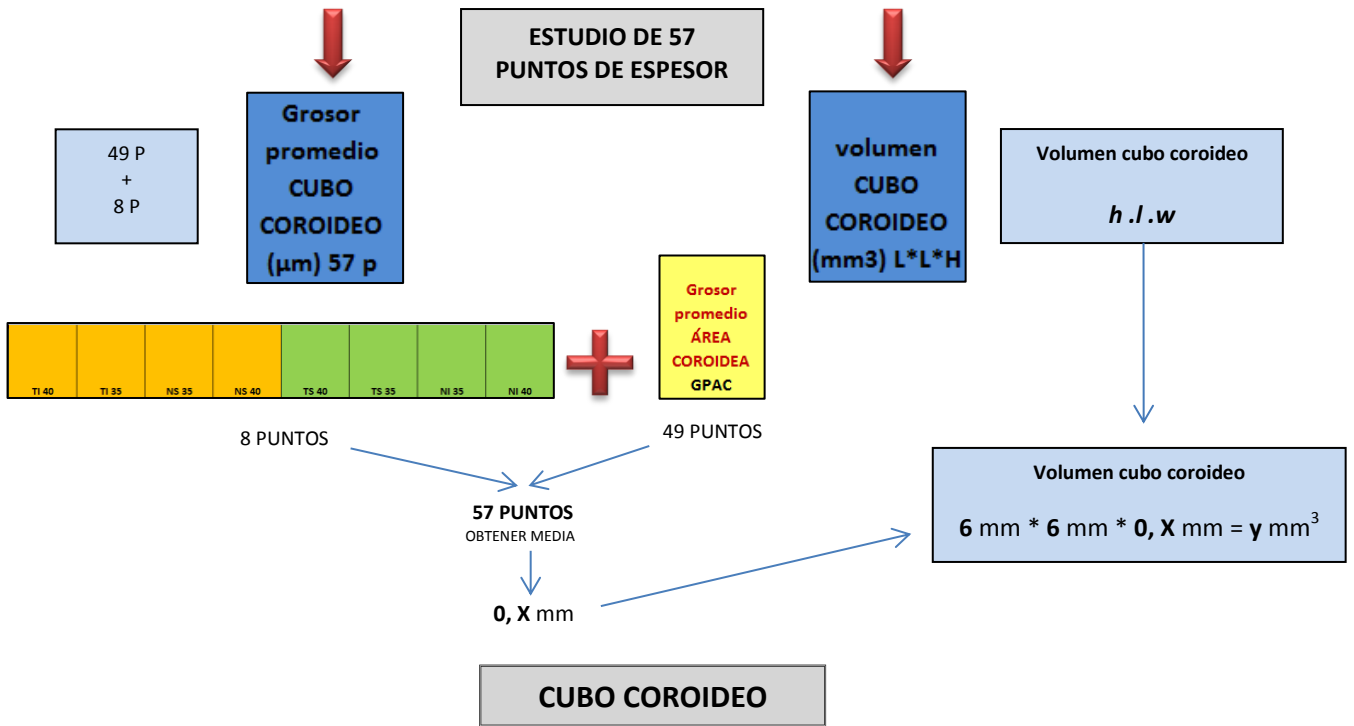 ESTUDIO DE 57
PUNTOS DE ESPESOR
49 P
+
8 P
Grosor
promedio
CUBO
COROIDEO
(µm) 57 p
volumen
CUBO
COROIDEO
(mm3) L*L*H
Volumen cubo coroideo
h .l .w
TI 40 TI 35 NS 35 NS 40 TS 40 TS 35 NI 35 NI 40
Grosor
promedio
ÁREA
COROIDEA
GPAC
8 PUNTOS
49 PUNTOS
57 PUNTOS
OBTENER MEDIA
0, X mm
Volumen cubo coroideo
6 mm * 6 mm * 0, X mm = y mm³
CUBO COROIDEO